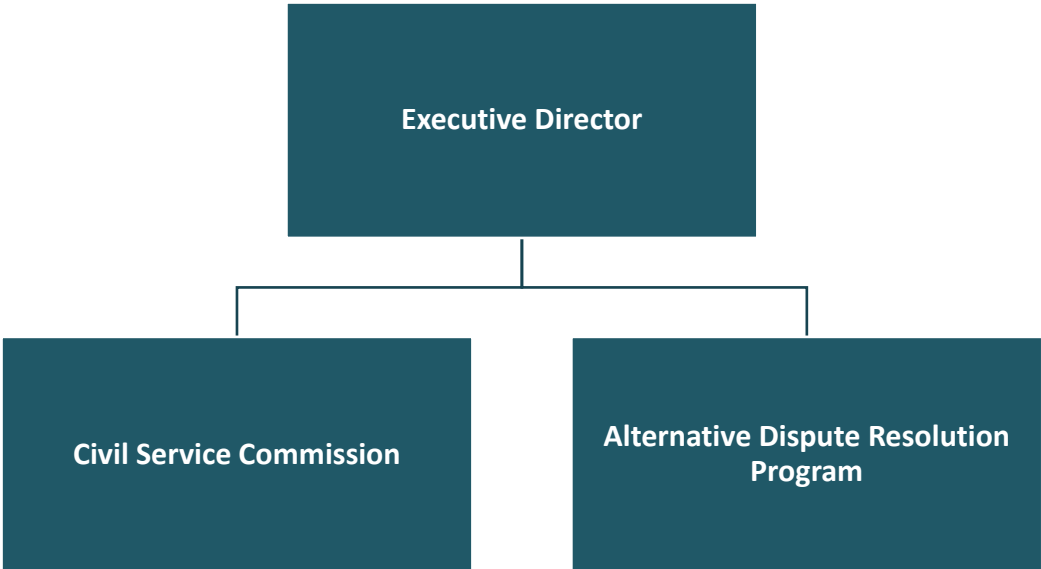 Executive Director
Civil Service Commission
Alternative Dispute Resolution
Program